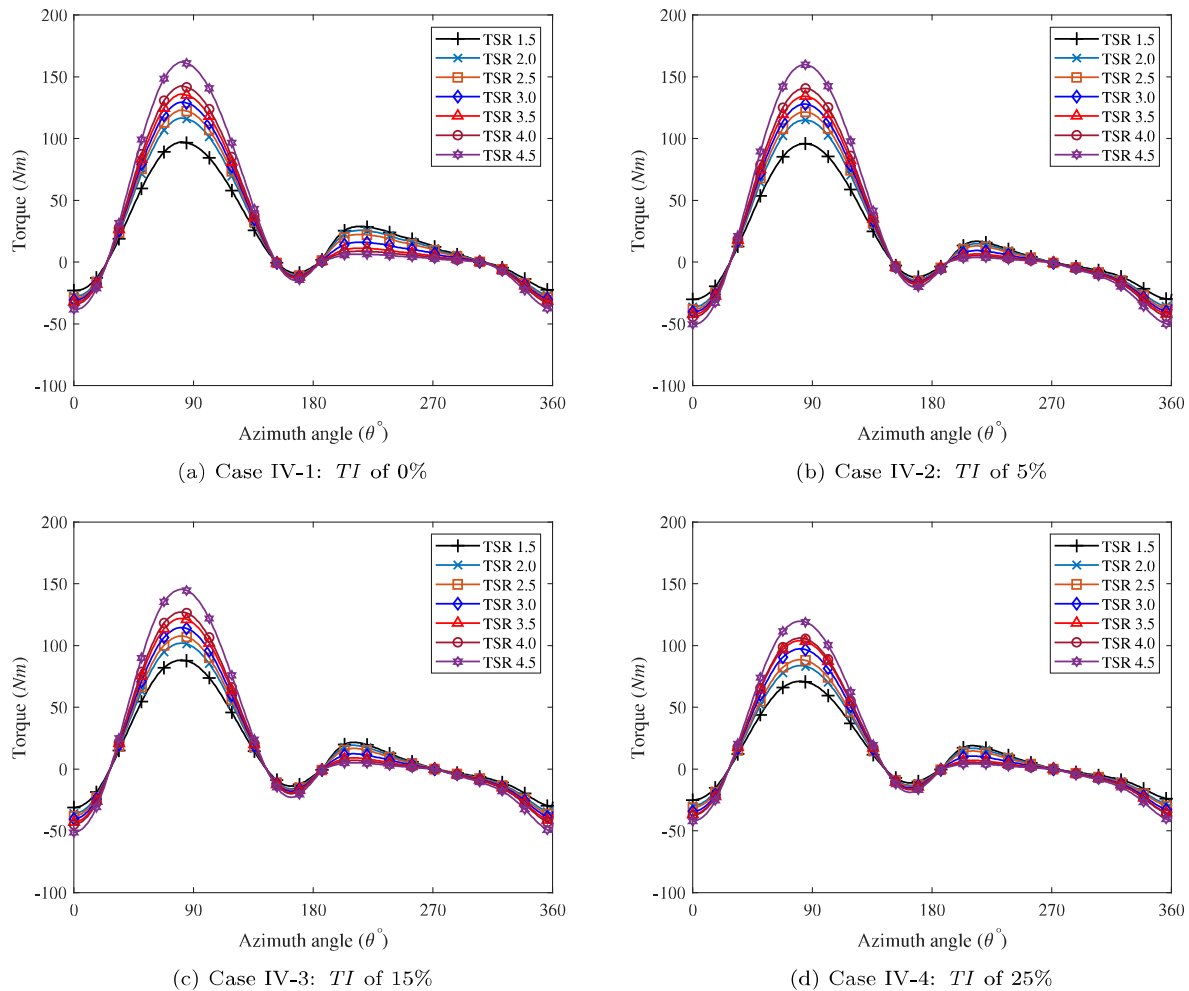 200
150
100
50
0
-50
-100
Torque (Nm)
0 90 180 270 360
Azimuth angle (θ°)
TSR 1.5
TSR 2.0
TSR 2.5
TSR 3.0
TSR 3.5
TSR 4.0
TSR 4.5
(a) Case IV-1: TI of 0%
200
150
100
50
0
-50
-100
Torque (Nm)
0 90 180 270 360
Azimuth angle (θ°)
TSR 1.5
TSR 2.0
TSR 2.5
TSR 3.0
TSR 3.5
TSR 4.0
TSR 4.5
(b) Case IV-2: TI of 5%
200
150
100
50
0
-50
-100
Torque (Nm)
0 90 180 270 360
Azimuth angle (θ°)
TSR 1.5
TSR 2.0
TSR 2.5
TSR 3.0
TSR 3.5
TSR 4.0
TSR 4.5
(c) Case IV-3: TI of 15%
200
150
100
50
0
-50
-100
Torque (Nm)
0 90 180 270 360
Azimuth angle (θ°)
TSR 1.5
TSR 2.0
TSR 2.5
TSR 3.0
TSR 3.5
TSR 4.0
TSR 4.5
(d) Case IV-4: TI of 25%